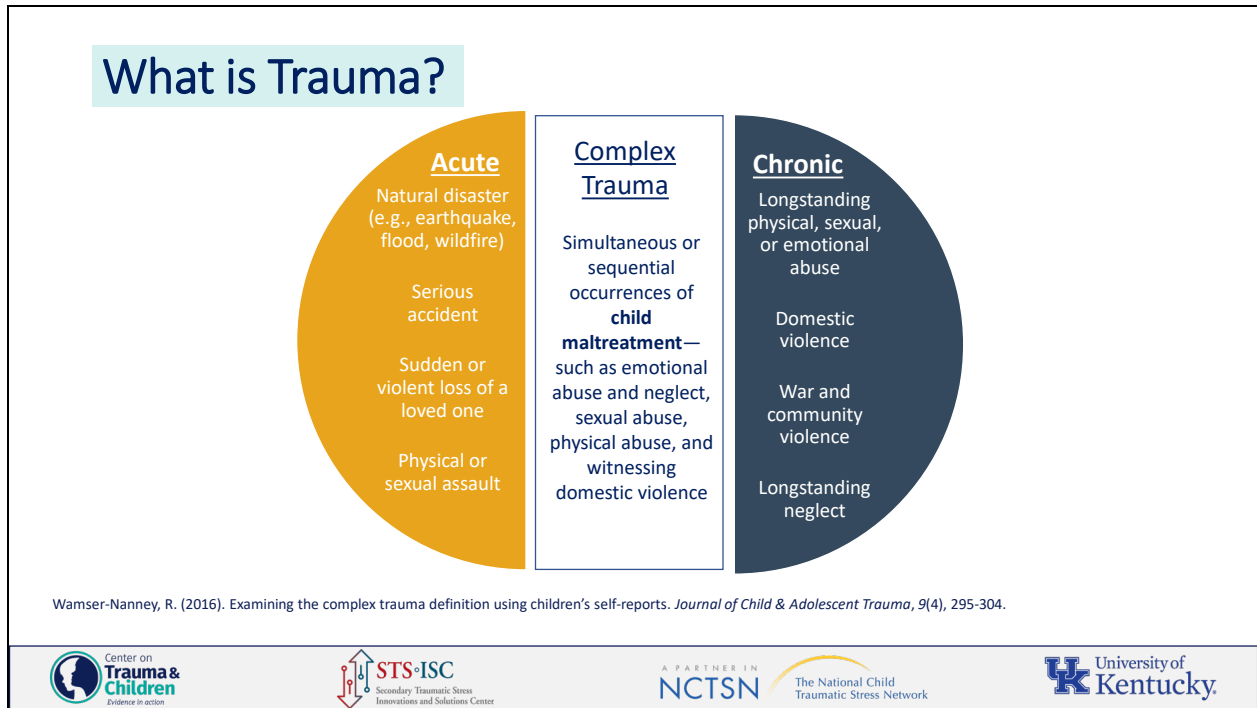 What is Trauma?
Acute
Natural disaster
(e.g., earthquake,
flood, wildfire)
Serious
accident
Sudden or
violent loss of a
loved one
Physical or
sexual assault
Complex
Trauma
Simultaneous or
sequential
occurrences of
child
maltreatment—
such as emotional
abuse and neglect,
sexual abuse,
physical abuse, and
witnessing
domestic violence
Chronic
Longstanding
physical, sexual,
or emotional
abuse
Domestic
violence
War and
community
violence
Longstanding
neglect
Wamser-Nanney, R. (2016). Examining the complex trauma definition using children’s self-reports. Journal of Child & Adolescent Trauma, 9(4), 295-304.
Center on
Trauma &
Children
Evidence in action
STS-ISC
Secondary Traumatic Stress
Innovations and Solutions Center
A PARTNER IN
NCTSN
The National Child
Traumatic Stress Network
UK
University of
Kentucky.